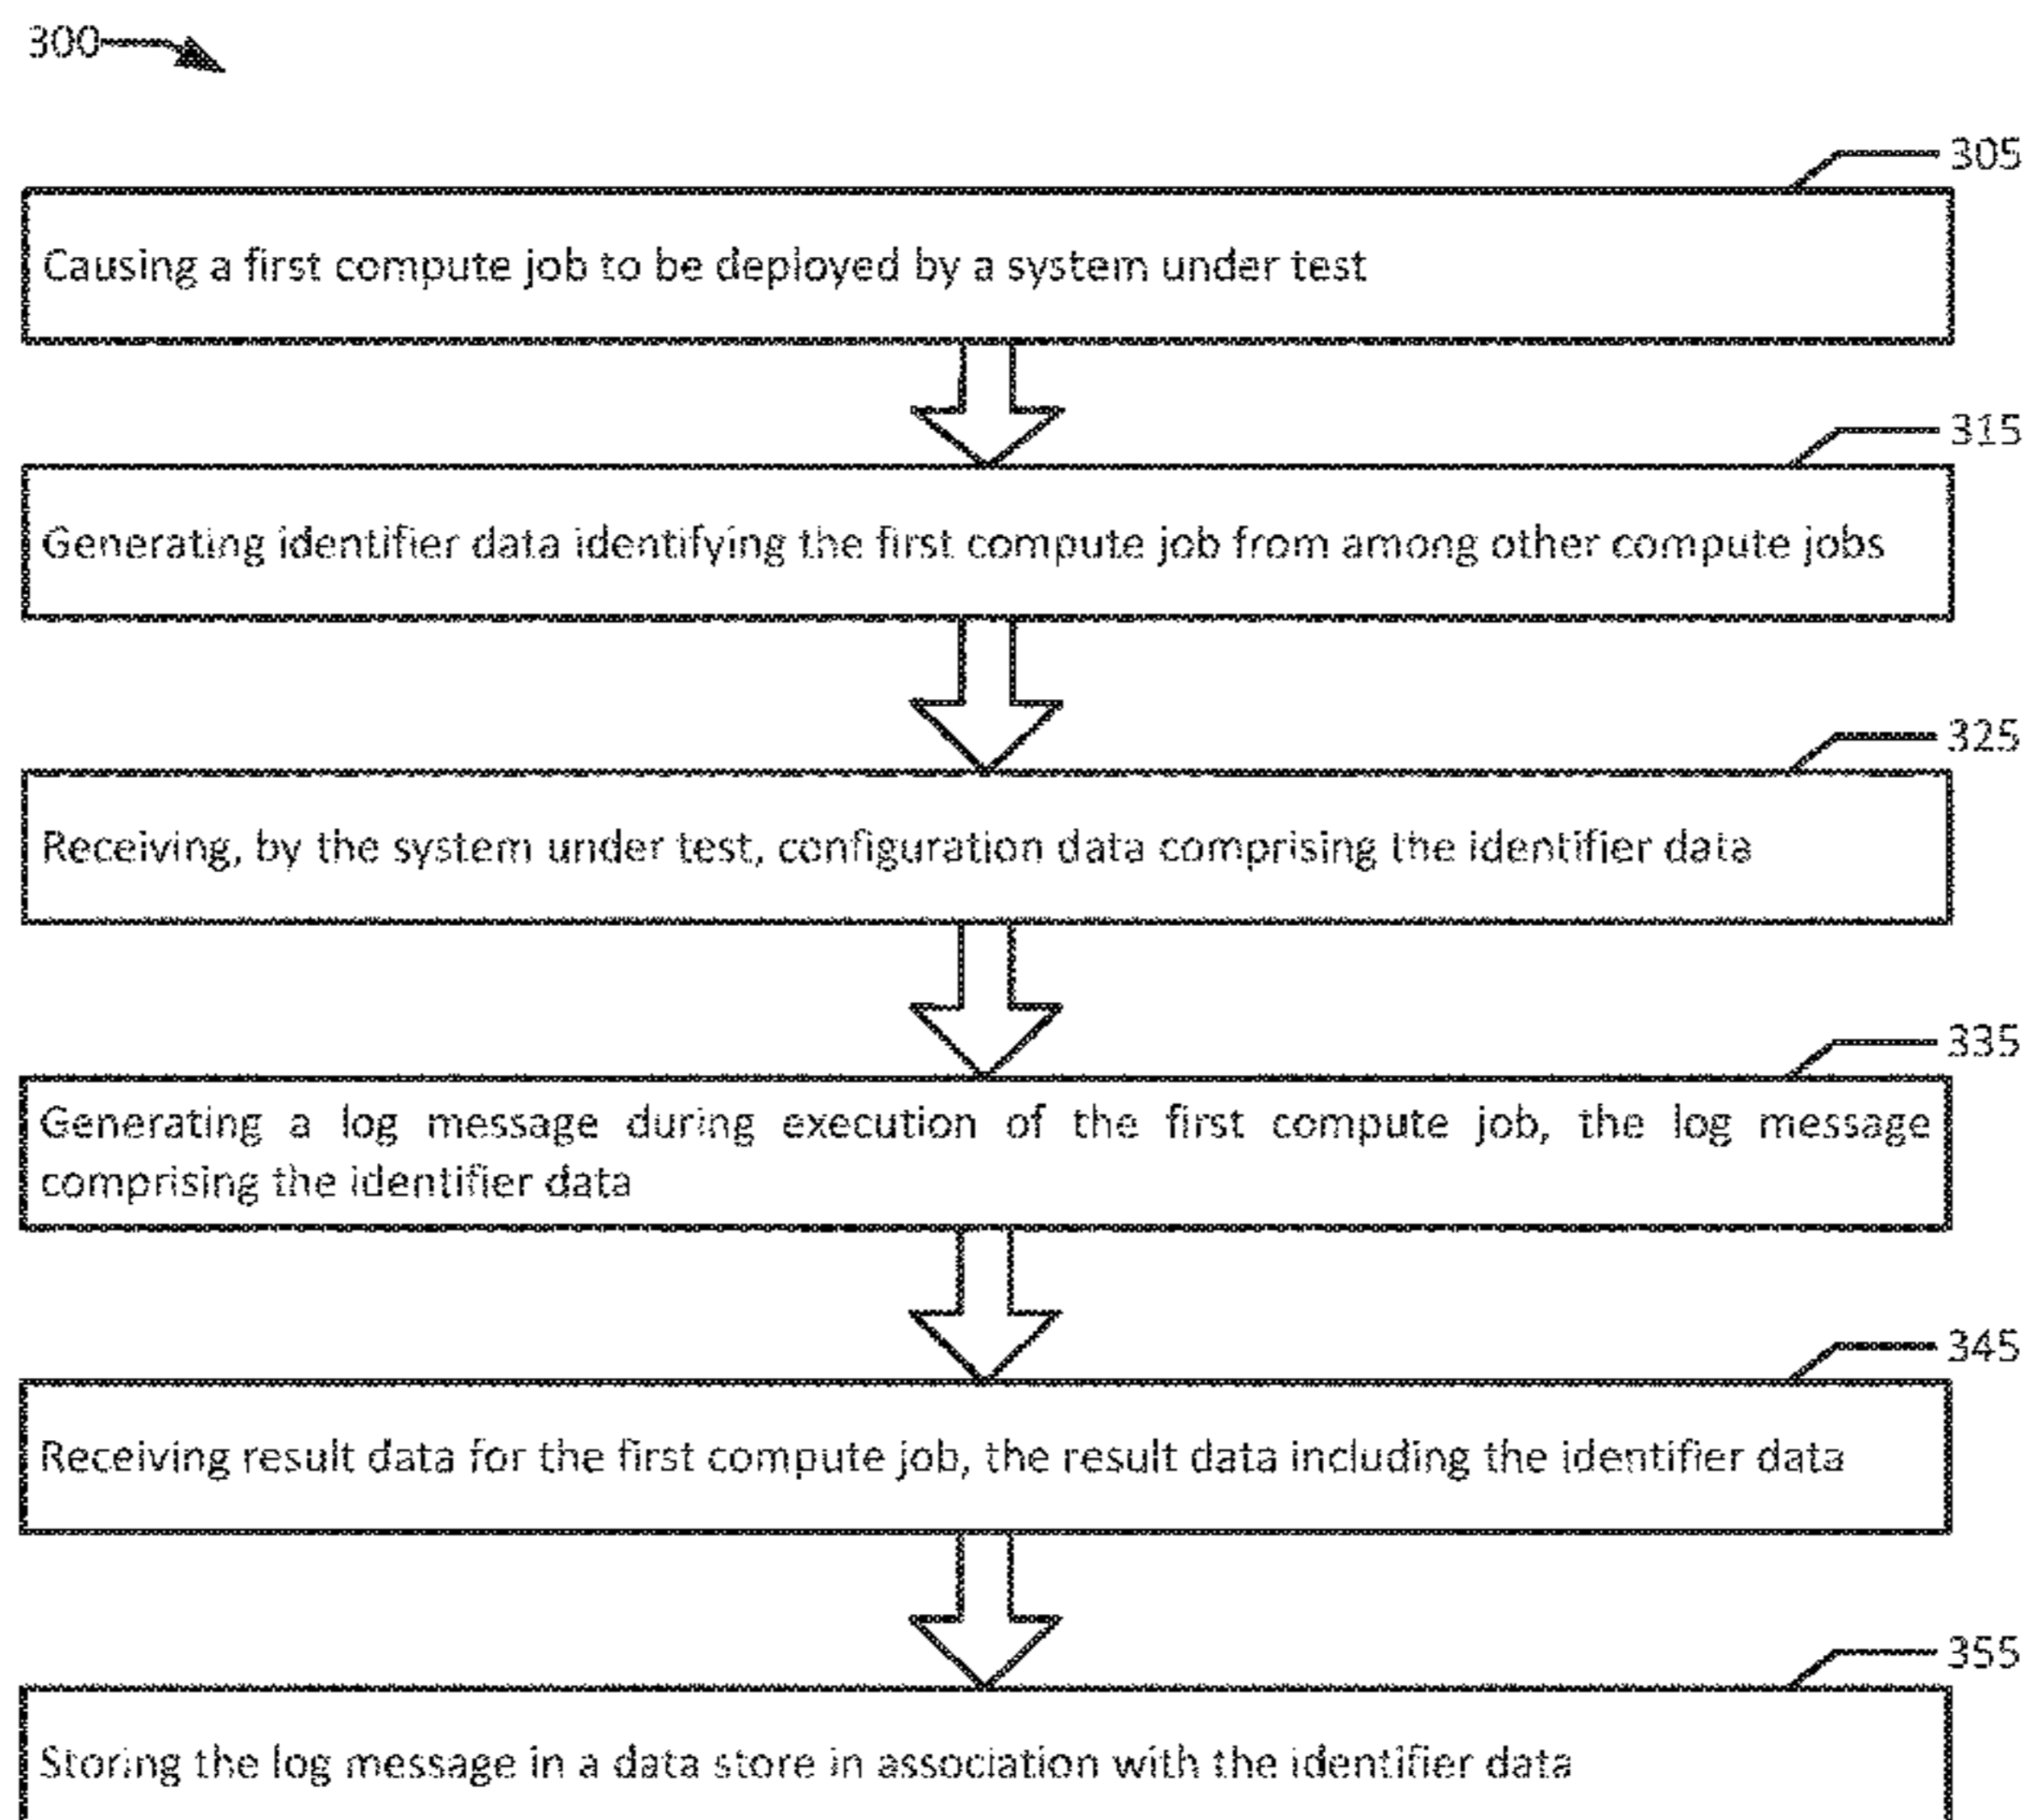 300
305
Causing a first compute job to be deployed by a system under test
315
Generating identifier data identifying the first compute job from among other compute jobs
325
Receiving, by the system under test, configuration data comprising the identifier data
335
Generating a log message during execution of the first compute job, the log message
comprising the identifier data
345
Receiving result data for the first compute job, the result data including the identifier data
355
Storing the log message in a data store in association with the identifier data